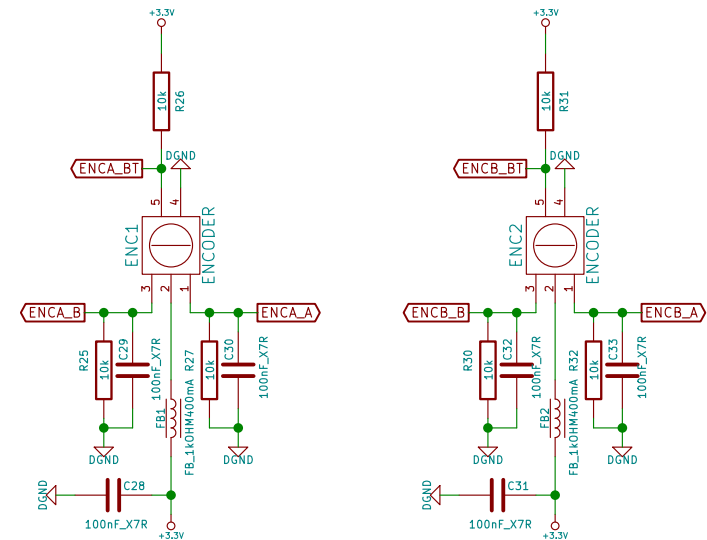 +3.3V
10k
R26
ENCA_BT
DGND
5
4
ENC1
ENCODER
3
2
1
ENCA_B
ENCA_A
R25
10k
C29
100nF_X7R
R27
10k
C30
100nF_X7R
FB1
FB_1kOHM400mA
DGND
DGND
DGND
C28
100nF_X7R
+3.3V
+3.3V
10k
R31
ENCB_BT
DGND
5
4
ENC2
ENCODER
3
2
1
ENCB_B
ENCB_A
R30
10k
C32
100nF_X7R
R32
10k
C33
100nF_X7R
FB2
FB_1kOHM400mA
DGND
DGND
DGND
C31
100nF_X7R
+3.3V